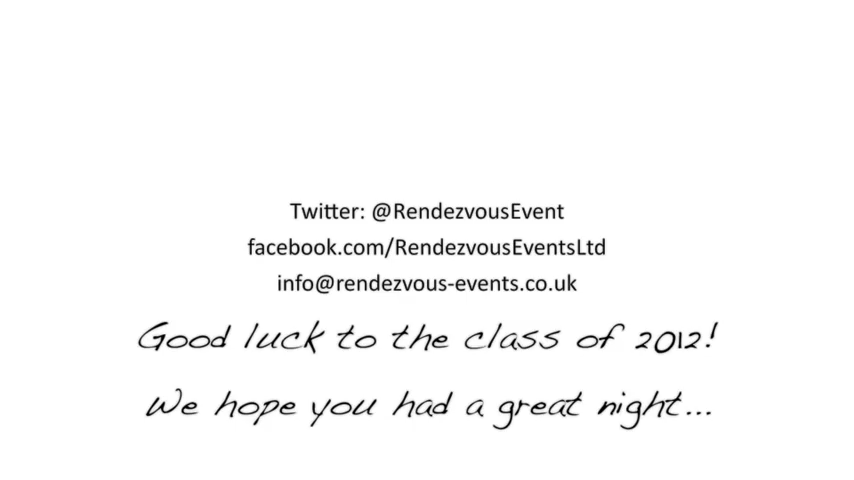 Twitter: @RendezvousEvent
facebook.com/RendezvousEventsLtd
info@rendezvous-events.co.uk
Good luck to the class of 2012!
We hope you had a great night...